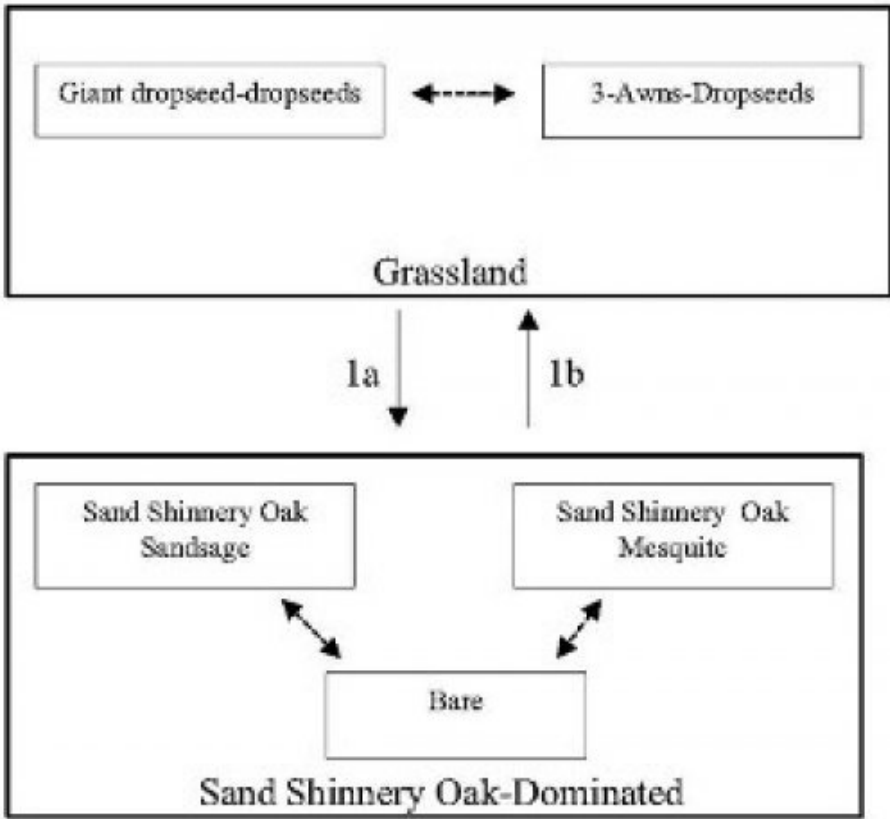 Giant dropseed-dropseeds
3-Awns-Dropseeds
Grassland
1a
1b
Sand Shinnery Oak
Sandsage
Sand Shinnery Oak
Mesquite
Bare
Sand Shinnery Oak-Dominated